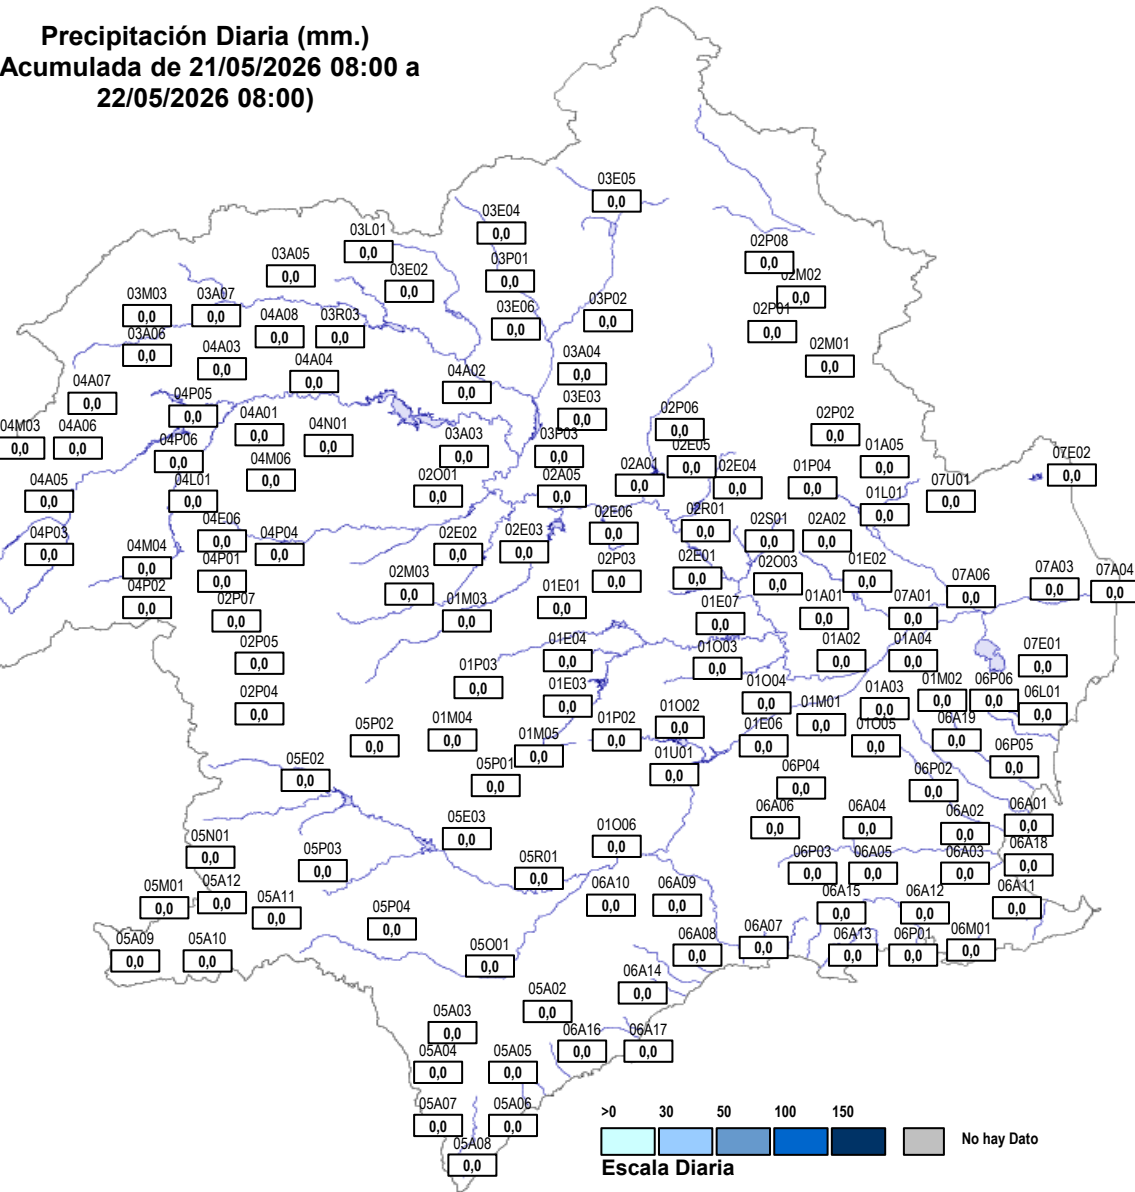 Precipitación Diaria (mm.)
Acumulada de 21/05/2026 08:00 a
22/05/2026 08:00)
03E05
0,0
03E04
0,0
03L01
0,0
02P08
0,0
03A05
0,0
03P01
0,0
03E02
0,0
02M02
0,0
03M03
0,0
03A07
0,0
03P02
0,0
03E06
0,0
02P01
0,0
04A08
0,0
03R03
0,0
03A06
0,0
04A03
0,0
03A04
0,0
02M01
0,0
04A04
0,0
04A02
0,0
04A07
0,0
04P05
0,0
03E03
0,0
02P06
0,0
02P02
0,0
04M03
0,0
04A06
0,0
04A01
0,0
04N01
0,0
03A03
0,0
03P03
0,0
04P06
0,0
02E05
0,0
01A05
0,0
07E02
0,0
04M06
0,0
02O01
0,0
02A05
0,0
02A01
0,0
02E04
0,0
01P04
0,0
07U01
0,0
04A05
0,0
04L01
0,0
01L01
0,0
02R01
0,0
04E06
0,0
02E06
0,0
02S01
0,0
02A02
0,0
04P03
0,0
04P04
0,0
02E02
0,0
02E03
0,0
04M04
0,0
04P01
0,0
02P03
0,0
02E01
0,0
02O03
0,0
01E02
0,0
07A06
0,0
07A03
0,0
07A04
0,0
04P02
0,0
02M03
0,0
01E01
0,0
02P07
0,0
01M03
0,0
01E07
0,0
01A01
0,0
07A01
0,0
02P05
0,0
01E04
0,0
01O03
0,0
01A02
0,0
01A04
0,0
07E01
0,0
01P03
0,0
01E03
0,0
01O04
0,0
01A03
0,0
01M02
0,0
06P06
0,0
06L01
0,0
02P04
0,0
05P02
0,0
01M04
0,0
01M05
0,0
01P02
0,0
01O02
0,0
01E06
0,0
01M01
0,0
01O05
0,0
06A19
0,0
06P05
0,0
05E02
0,0
05P01
0,0
01U01
0,0
06P04
0,0
06P02
0,0
06A06
0,0
06A04
0,0
06A02
0,0
06A01
0,0
05E03
0,0
01O06
0,0
05N01
0,0
05P03
0,0
05R01
0,0
06P03
0,0
06A05
0,0
06A03
0,0
06A18
0,0
05M01
0,0
05A12
0,0
05A11
0,0
06A10
0,0
06A09
0,0
06A15
0,0
06A12
0,0
06A11
0,0
05P04
0,0
05A09
0,0
05A10
0,0
05O01
0,0
06A08
0,0
06A07
0,0
06A13
0,0
06P01
0,0
06M01
0,0
06A14
0,0
05A02
0,0
05A03
0,0
06A16
0,0
06A17
0,0
05A04
0,0
05A05
0,0
05A07
0,0
05A06
0,0
05A08
0,0
>0 30 50 100 150
No hay Dato
Escala Diaria